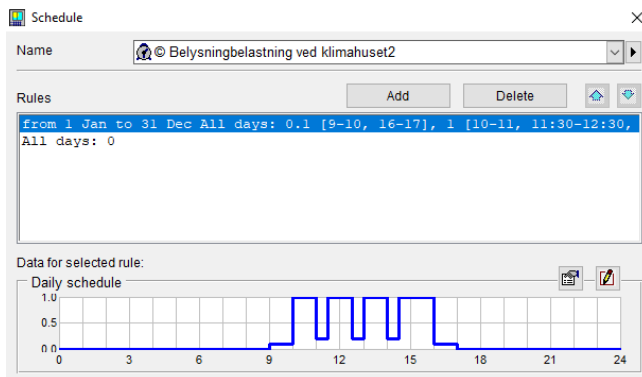 Schedule
Name
© Belysningbelastning ved klimahuset2
Rules
Add
Delete
from 1 Jan to 31 Dec All days: 0.1 [9-10, 16-17], 1 [10-11, 11:30-12:30,
All days: 0
Data for selected rule:
Daily schedule
1.0
0.5
0.0
0 3 6 9 12 15 18 21 24